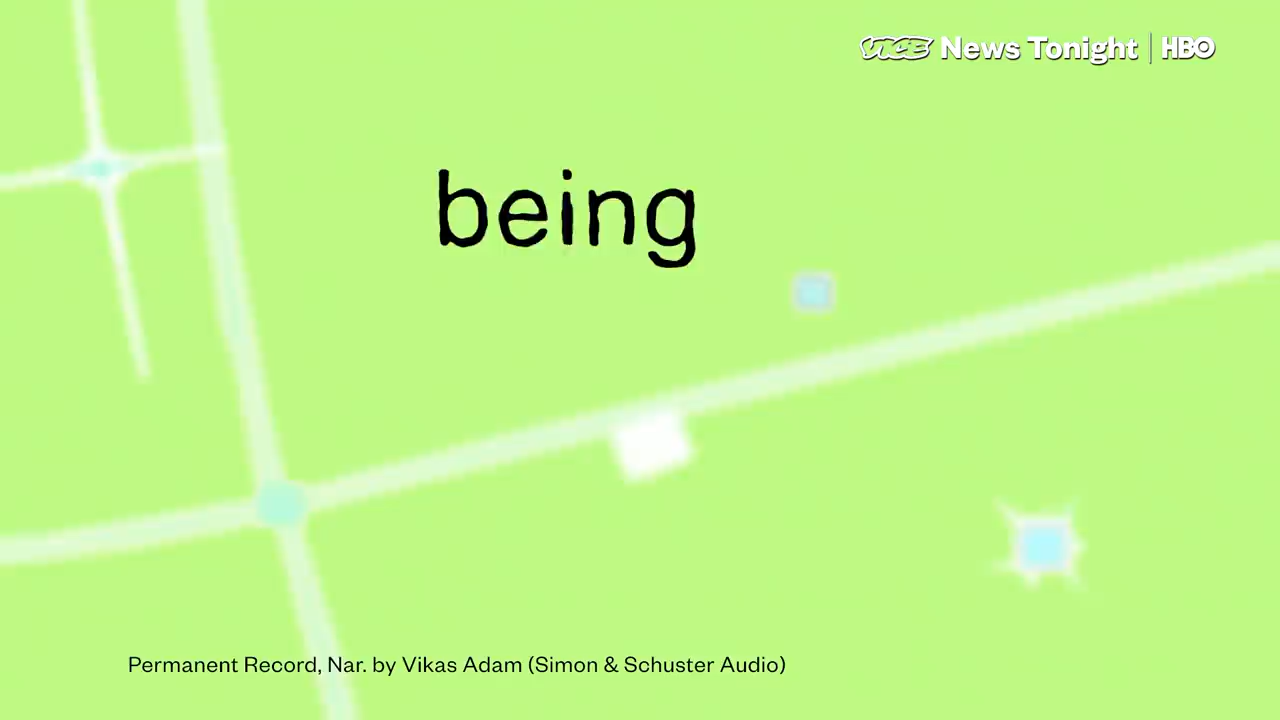 VICE News Tonight | HBO
being
Permanent Record, Nar. by Vikas Adam (Simon & Schuster Audio)